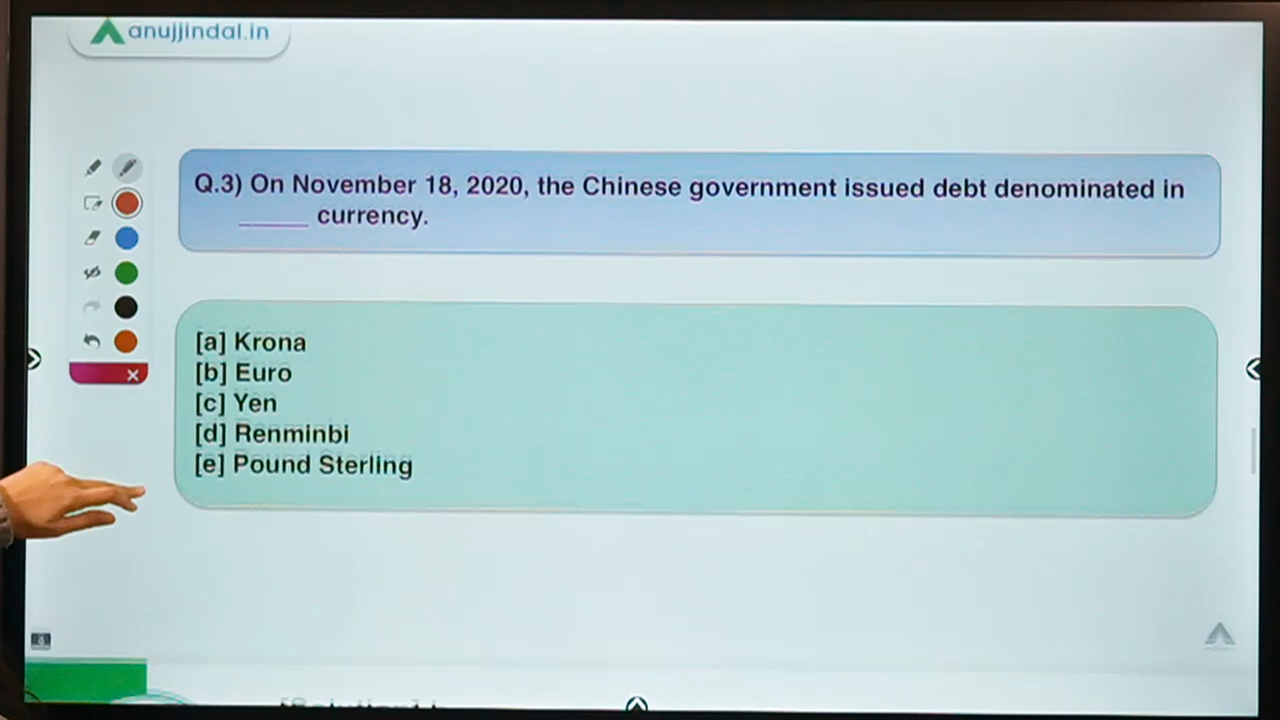 anujjindal.in
Q.3) On November 18, 2020, the Chinese government issued debt denominated in
______ currency.
[a] Krona
[b] Euro
[c] Yen
[d] Renminbi
[e] Pound Sterling